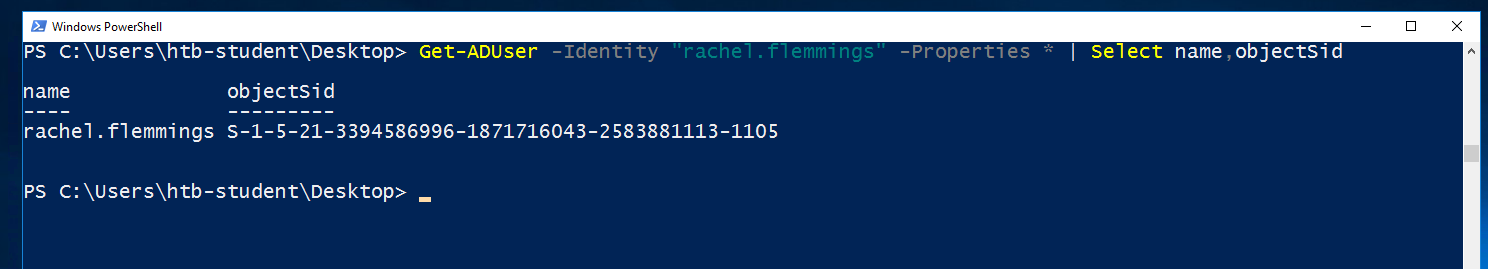 Windows PowerShell
PS C:\Users\htb-student\Desktop> Get-ADUser -Identity "rachel.flemmings" -Properties * | Select name,objectSid
name objectSid
---- ---------
rachel.flemmings S-1-5-21-3394586996-1871716043-2583881113-1105
PS C:\Users\htb-student\Desktop>